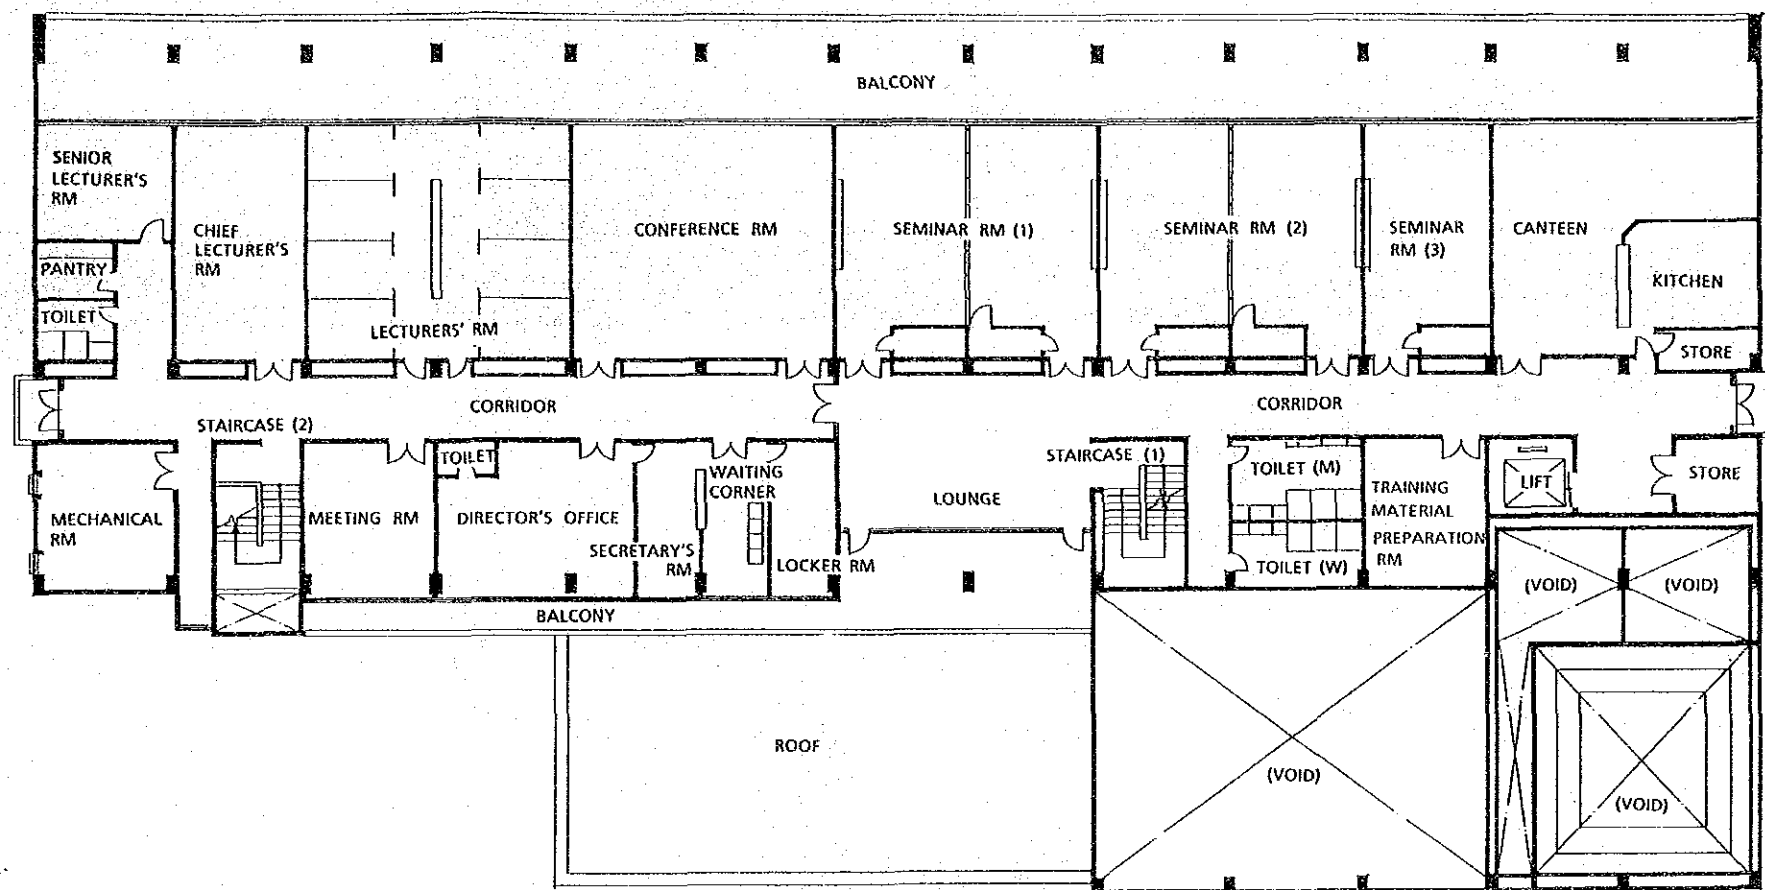 BALCONY
SENIOR
LECTURER'S
RM
CHIEF
LECTURER'S
RM
PANTRY
TOILET
LECTURERS' RM
CONFERENCE RM
SEMINAR RM (1)
SEMINAR RM (2)
SEMINAR
RM (3)
CANTEEN
KITCHEN
STORE
CORRIDOR
CORRIDOR
STAIRCASE (2)
MECHANICAL
RM
MEETING RM
TOILET
DIRECTOR'S OFFICE
SECRETARY'S
RM
WAITING
CORNER
LOCKER RM
LOUNGE
STAIRCASE (1)
TOILET (M)
TOILET (W)
TRAINING
MATERIAL
PREPARATION
RM
LIFT
STORE
BALCONY
(VOID)
(VOID)
ROOF
(VOID)
(VOID)